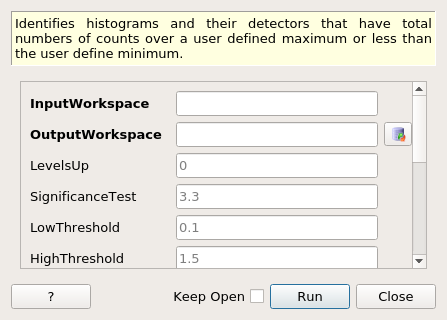 Identifies histograms and their detectors that have total
numbers of counts over a user defined maximum or less than
the user define minimum.
InputWorkspace
OutputWorkspace
LevelsUp 0
SignificanceTest 3.3
LowThreshold 0.1
HighThreshold 1.5
? Keep Open Run Close